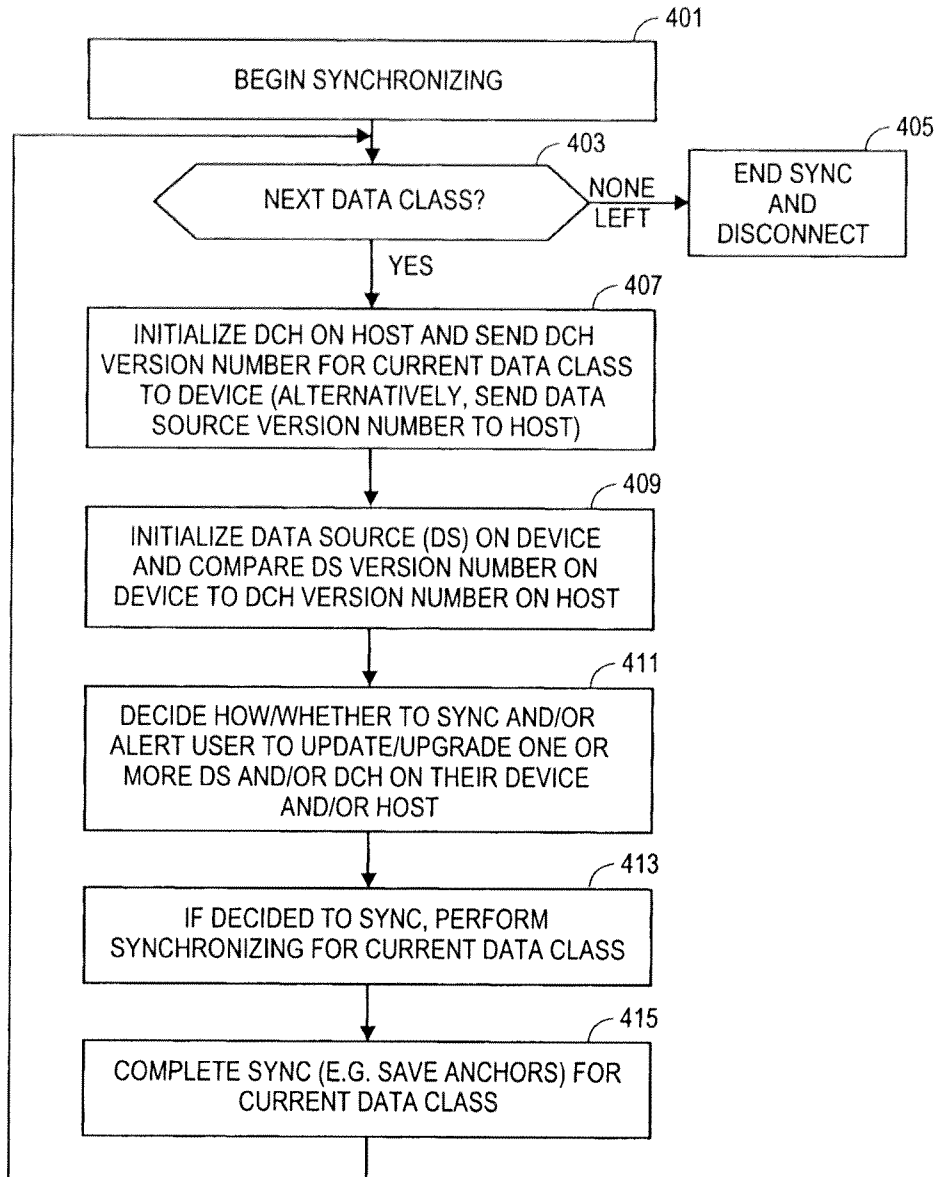 401
BEGIN SYNCHRONIZING
403
NEXT DATA CLASS?
NONE
LEFT
405
END SYNC
AND
DISCONNECT
YES
407
INITIALIZE DCH ON HOST AND SEND DCH
VERSION NUMBER FOR CURRENT DATA CLASS
TO DEVICE (ALTERNATIVELY, SEND DATA
SOURCE VERSION NUMBER TO HOST)
409
INITIALIZE DATA SOURCE (DS) ON DEVICE
AND COMPARE DS VERSION NUMBER ON
DEVICE TO DCH VERSION NUMBER ON HOST
411
DECIDE HOW/WHETHER TO SYNC AND/OR
ALERT USER TO UPDATE/UPGRADE ONE OR
MORE DS AND/OR DCH ON THEIR DEVICE
AND/OR HOST
413
IF DECIDED TO SYNC, PERFORM
SYNCHRONIZING FOR CURRENT DATA CLASS
415
COMPLETE SYNC (E.G. SAVE ANCHORS) FOR
CURRENT DATA CLASS